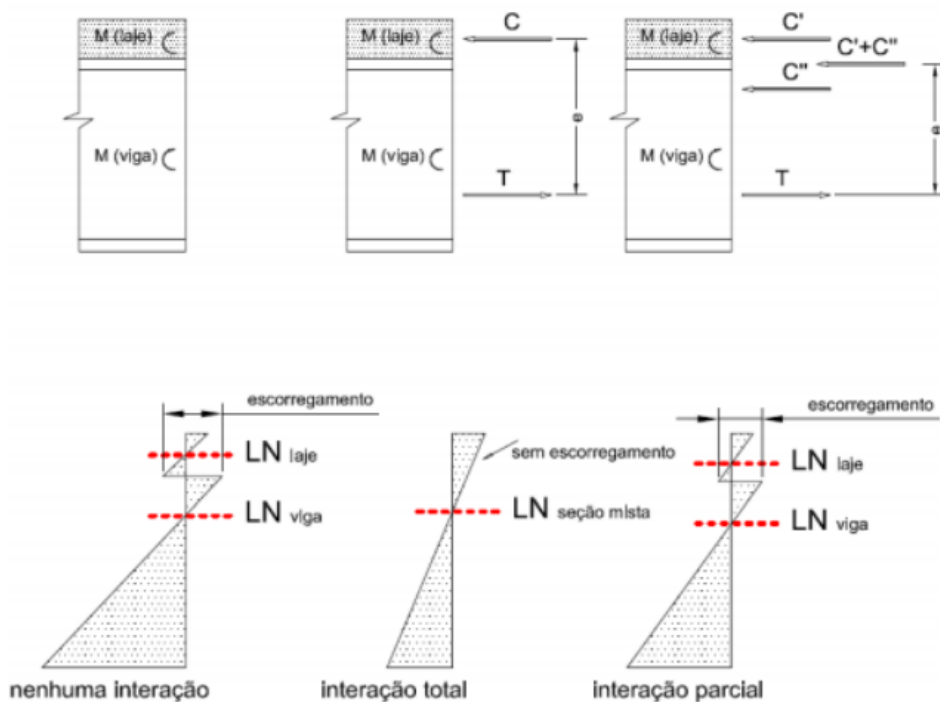 M (laje)
M (viga)
M (laje)
C
M (viga)
e
T
M (laje)
C'
C'+C"
C"
M (viga)
e
T
escorregamento
LN laje
LN viga
nenhuma interação
sem escorregamento
LN seção mista
interação total
escorregamento
LN laje
LN viga
interação parcial